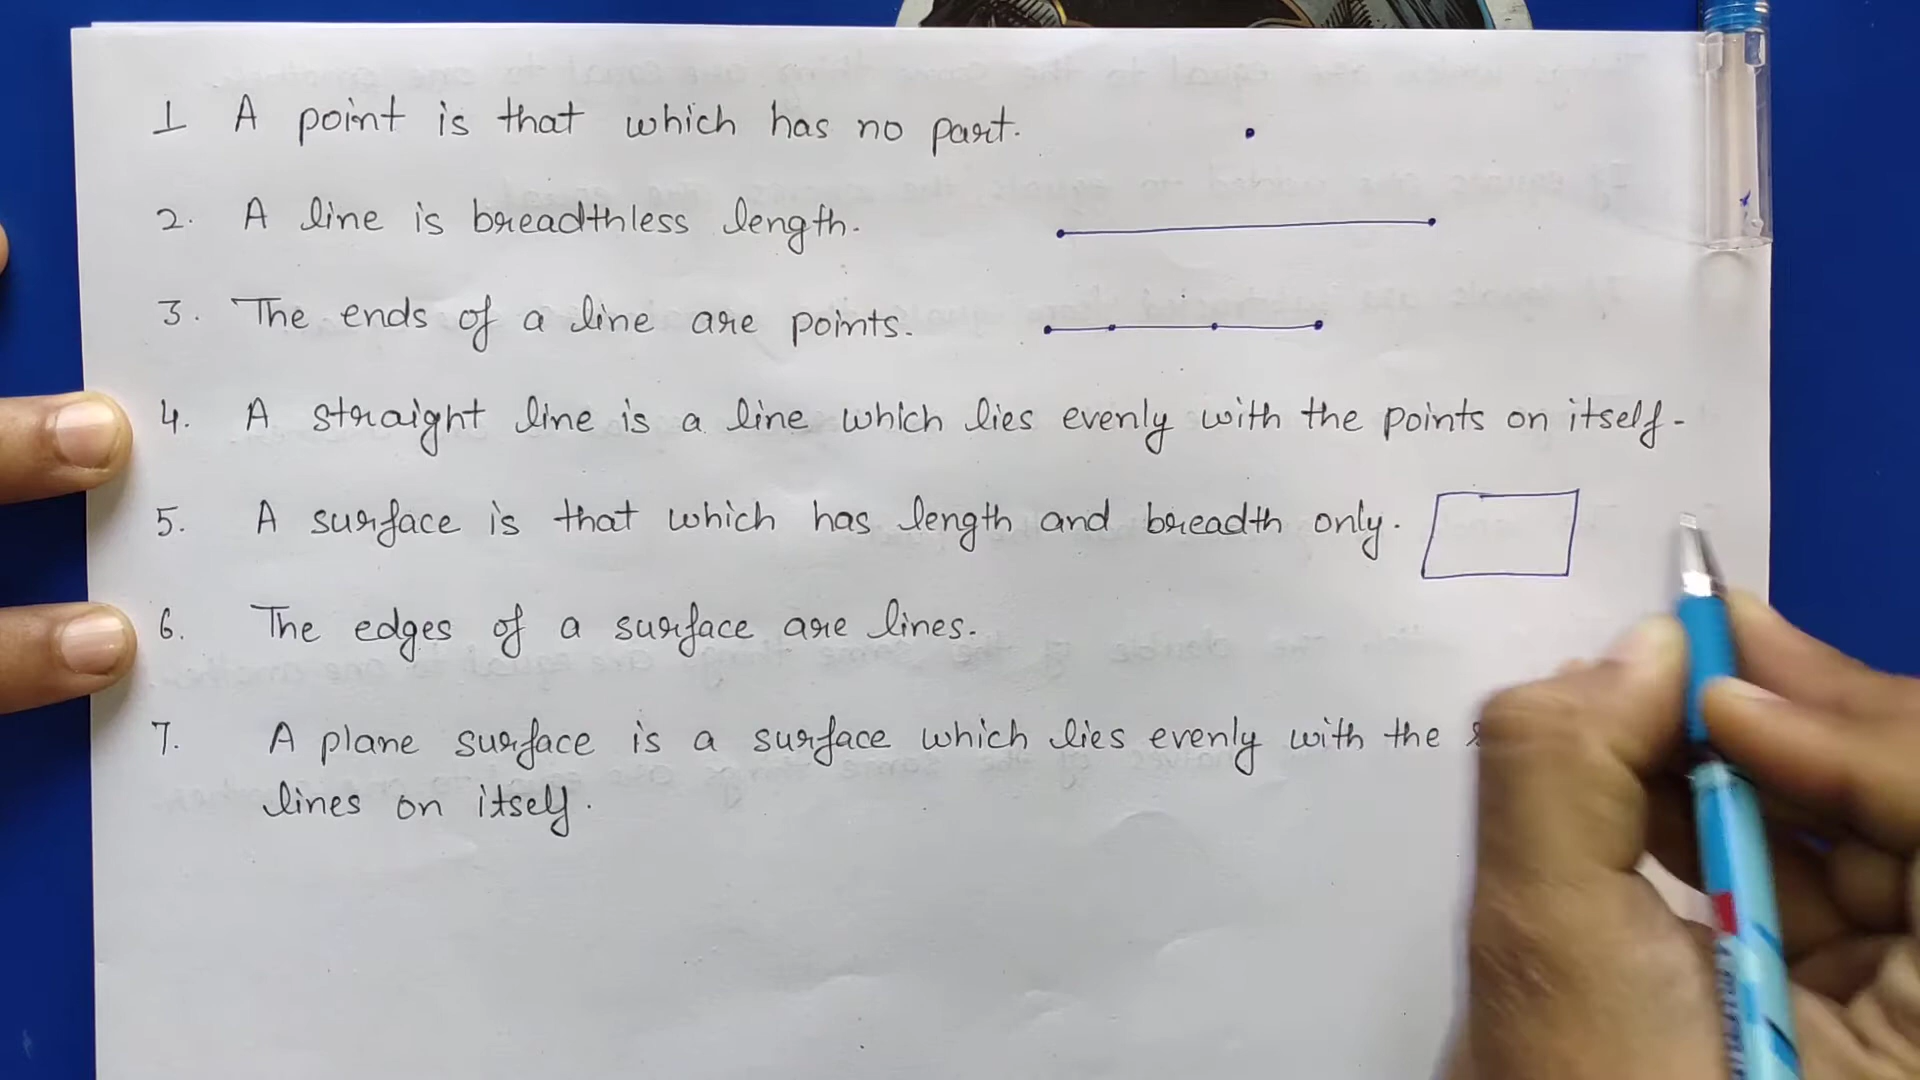 1 A point is that which has no part.
2. A line is breadthless length.
3. The ends of a line are points.
4. A straight line is a line which lies evenly with the points on itself.
5. A surface is that which has length and breadth only.
6. The edges of a surface are lines.
7. A plane surface is a surface which lies evenly with the
lines on itself.